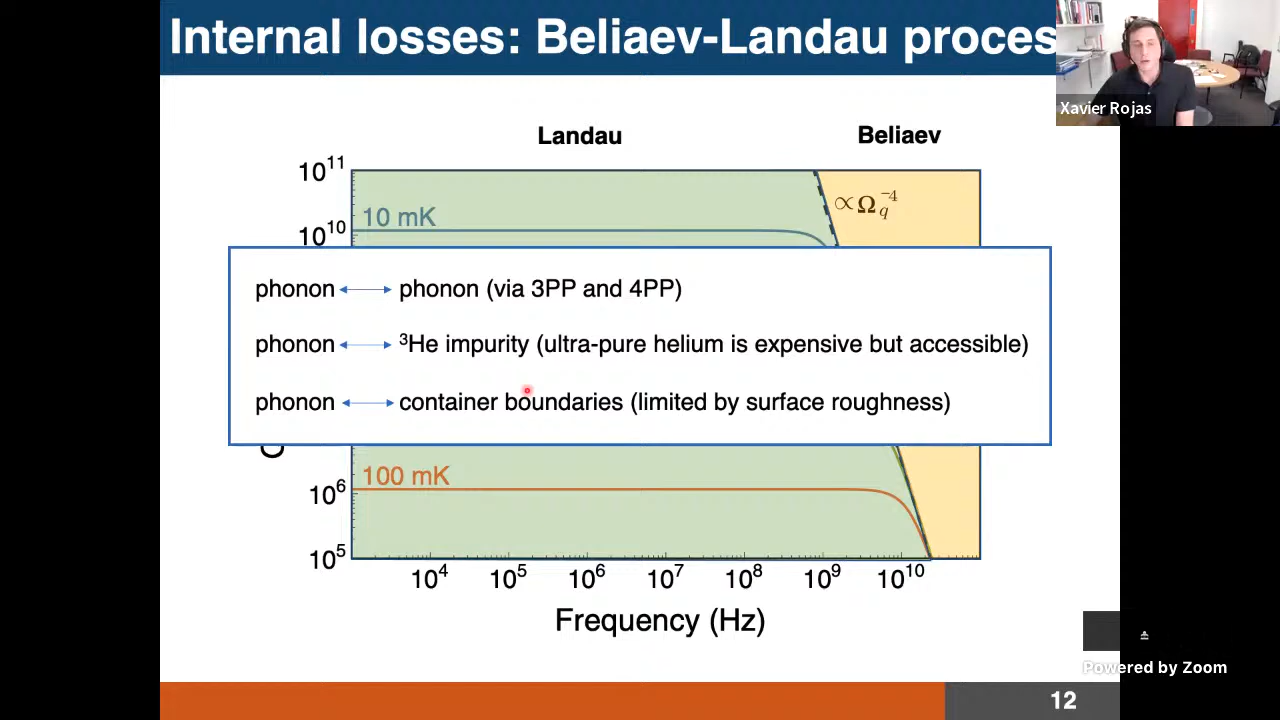 Internal losses: Beliaev-Landau proces
Xavier Rojas
Landau
Beliaev
10¹¹
∝Ω_q⁻⁴
10 mK
10¹⁰
phonon ↔ phonon (via 3PP and 4PP)
phonon ↔ ³He impurity (ultra-pure helium is expensive but accessible)
phonon ↔ container boundaries (limited by surface roughness)
100 mK
10⁶
10⁵
10⁴ 10⁵ 10⁶ 10⁷ 10⁸ 10⁹ 10¹⁰
Frequency (Hz)
Powered by Zoom
12